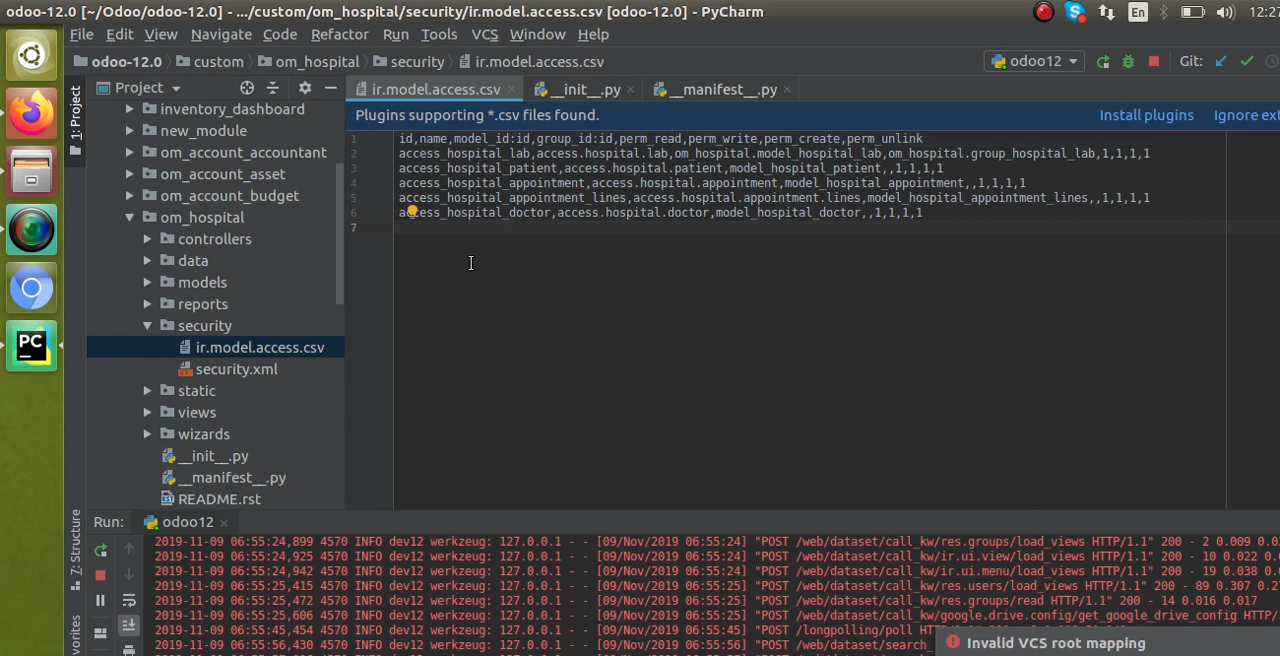 odoo-12.0 [~/Odoo/odoo-12.0] - .../custom/om_hospital/security/ir.model.access.csv [odoo-12.0] - PyCharm
En
12:27
File Edit View Navigate Code Refactor Run Tools VCS Window Help
odoo-12.0 custom om_hospital security ir.model.access.csv
odoo12
Git:
1: Project
Project
ir.model.access.csv
__init__.py
__manifest__.py
Plugins supporting *.csv files found.
Install plugins
Ignore ext
inventory_dashboard
new_module
om_account_accountant
om_account_asset
om_account_budget
om_hospital
controllers
data
models
reports
security
ir.model.access.csv
security.xml
static
views
wizards
__init__.py
__manifest__.py
README.rst
1 id,name,model_id:id,group_id:id,perm_read,perm_write,perm_create,perm_unlink
2 access_hospital_lab,access.hospital.lab,om_hospital.model_hospital_lab,om_hospital.group_hospital_lab,1,1,1,1
3 access_hospital_patient,access.hospital.patient,model_hospital_patient,,1,1,1,1
4 access_hospital_appointment,access.hospital.appointment,model_hospital_appointment,,1,1,1,1
5 access_hospital_appointment_lines,access.hospital.appointment.lines,model_hospital_appointment_lines,,1,1,1,1
6 access_hospital_doctor,access.hospital.doctor,model_hospital_doctor,,1,1,1,1
7
PC
Z: Structure
vorites
Run: odoo12
2019-11-09 06:55:24,899 4570 INFO dev12 werkzeug: 127.0.0.1 - - [09/Nov/2019 06:55:24] "POST /web/dataset/call_kw/res.groups/load_views HTTP/1.1" 200 - 2 0.009 0.0
2019-11-09 06:55:24,925 4570 INFO dev12 werkzeug: 127.0.0.1 - - [09/Nov/2019 06:55:24] "POST /web/dataset/call_kw/ir.ui.view/load_views HTTP/1.1" 200 - 10 0.022 0.0
2019-11-09 06:55:24,942 4570 INFO dev12 werkzeug: 127.0.0.1 - - [09/Nov/2019 06:55:24] "POST /web/dataset/call_kw/ir.ui.menu/load_views HTTP/1.1" 200 - 19 0.038 0.0
2019-11-09 06:55:25,415 4570 INFO dev12 werkzeug: 127.0.0.1 - - [09/Nov/2019 06:55:25] "POST /web/dataset/call_kw/res.users/load_views HTTP/1.1" 200 - 89 0.307 0.2
2019-11-09 06:55:25,472 4570 INFO dev12 werkzeug: 127.0.0.1 - - [09/Nov/2019 06:55:25] "POST /web/dataset/call_kw/res.groups/read HTTP/1.1" 200 - 14 0.016 0.017
2019-11-09 06:55:25,606 4570 INFO dev12 werkzeug: 127.0.0.1 - - [09/Nov/2019 06:55:25] "POST /web/dataset/call_kw/google.drive.config/get_google_drive_config HTTP/
2019-11-09 06:55:45,454 4570 INFO dev12 werkzeug: 127.0.0.1 - - [09/Nov/2019 06:55:45] "POST /longpolling/poll HT
2019-11-09 06:55:56,430 4570 INFO dev12 werkzeug: 127.0.0.1 - - [09/Nov/2019 06:55:56] "POST /web/dataset/search_
Invalid VCS root mapping